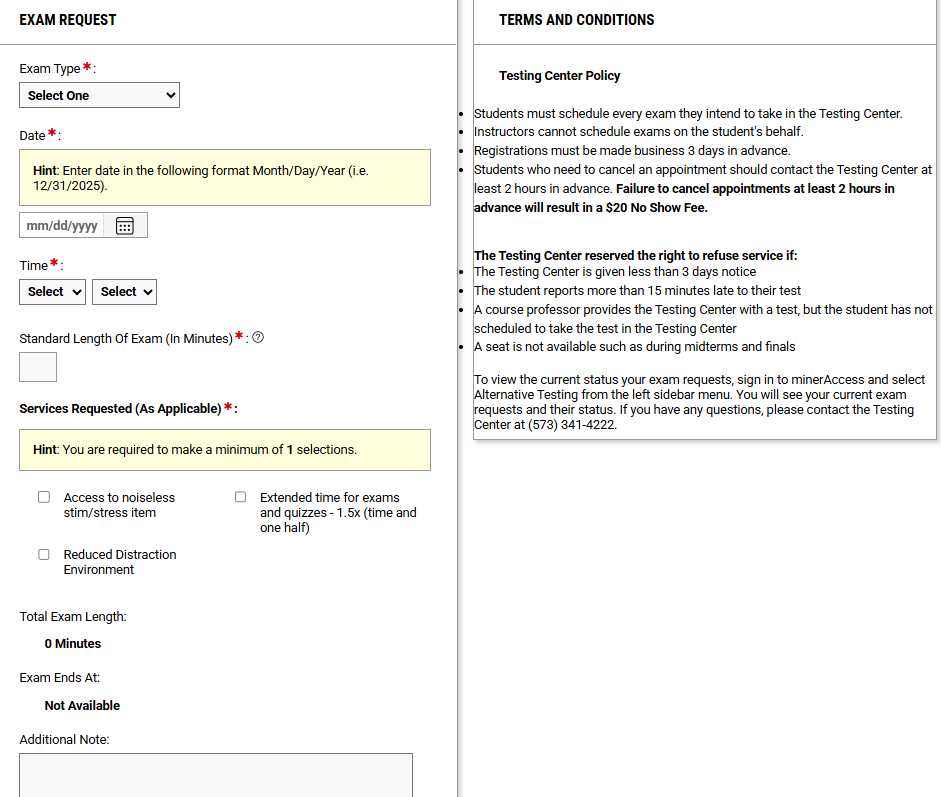 EXAM REQUEST
Exam Type *:
Select One
Date *:
Hint: Enter date in the following format Month/Day/Year (i.e.
12/31/2025).
mm/dd/yyyy
Time *:
Select Select
Standard Length Of Exam (In Minutes) *: ?
Services Requested (As Applicable) *:
Hint: You are required to make a minimum of 1 selections.
Access to noiseless
stim/stress item
Extended time for exams
and quizzes - 1.5x (time and
one half)
Reduced Distraction
Environment
Total Exam Length:
0 Minutes
Exam Ends At:
Not Available
Additional Note:
TERMS AND CONDITIONS
Testing Center Policy
• Students must schedule every exam they intend to take in the Testing Center.
• Instructors cannot schedule exams on the student's behalf.
• Registrations must be made business 3 days in advance.
• Students who need to cancel an appointment should contact the Testing Center at
least 2 hours in advance. Failure to cancel appointments at least 2 hours in
advance will result in a $20 No Show Fee.
The Testing Center reserved the right to refuse service if:
• The Testing Center is given less than 3 days notice
• The student reports more than 15 minutes late to their test
• A course professor provides the Testing Center with a test, but the student has not
scheduled to take the test in the Testing Center
• A seat is not available such as during midterms and finals
To view the current status your exam requests, sign in to minerAccess and select
Alternative Testing from the left sidebar menu. You will see your current exam
requests and their status. If you have any questions, please contact the Testing
Center at (573) 341-4222.